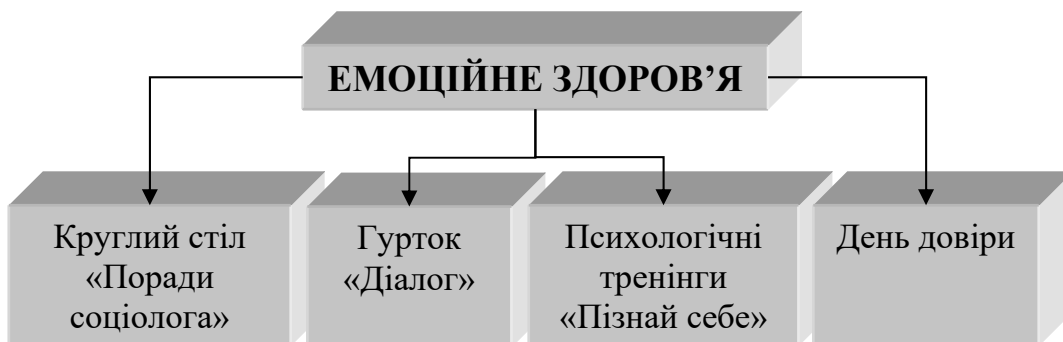 ЕМОЦІЙНЕ ЗДОРОВ’Я
Круглий стіл
«Поради
соціолога»
Гурток
«Діалог»
Психологічні
тренінги
«Пізнай себе»
День довіри